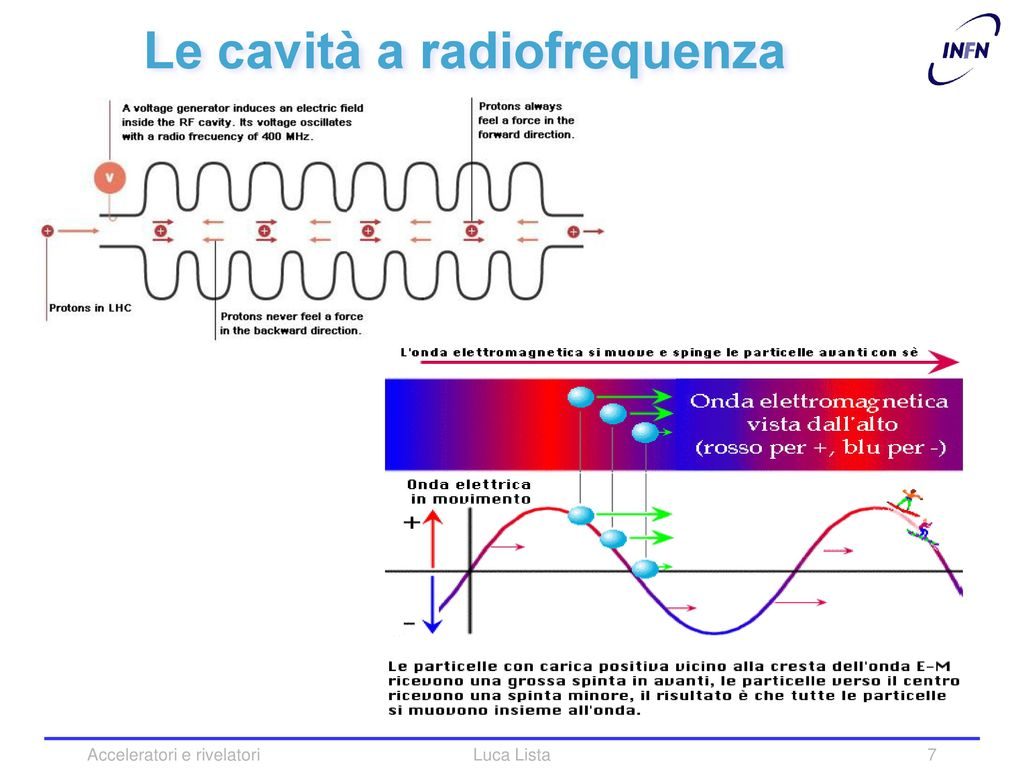 Le cavità a radiofrequenza
INFN
A voltage generator induces an electric field
inside the RF cavity. Its voltage oscillates
with a radio frecuency of 400 MHz.
Protons always
feel a force in the
forward direction.
V
+ + + + + +
Protons in LHC
Protons never feel a force
in the backward direction.
L'onda elettromagnetica si muove e spinge le particelle avanti con sè
Onda elettromagnetica
vista dall'alto
(rosso per +, blu per -)
Onda elettrica
in movimento
+
-
Le particelle con carica positiva vicino alla cresta dell'onda E-M
ricevono una grossa spinta in avanti, le particelle verso il centro
ricevono una spinta minore, il risultato è che tutte le particelle
si muovono insieme all'onda.
Acceleratori e rivelatori
Luca Lista
7